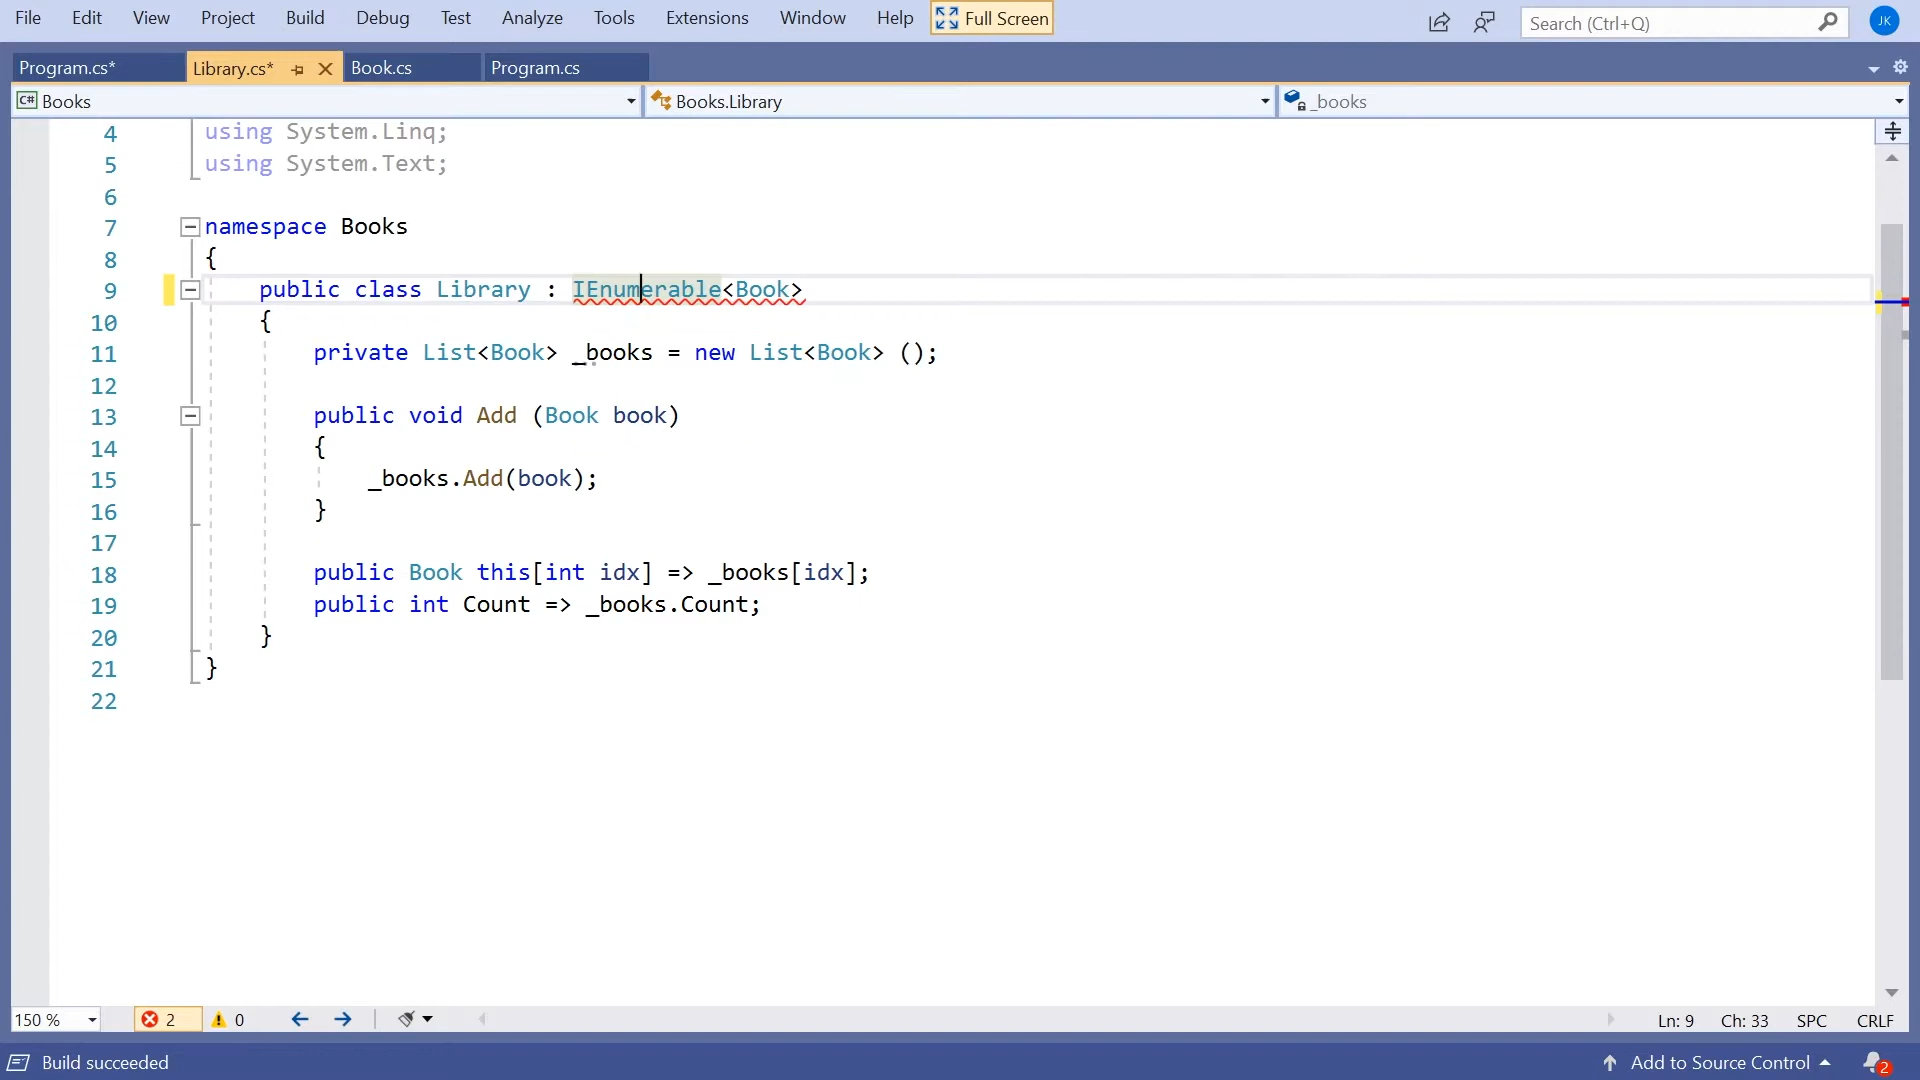 File Edit View Project Build Debug Test Analyze Tools Extensions Window Help Full Screen Search (Ctrl+Q) JK
Program.cs* Library.cs* Book.cs Program.cs
C# Books Books.Library _books
4 using System.Linq;
5 using System.Text;
6
7 namespace Books
8 {
9 public class Library : IEnumerable<Book>
10 {
11 private List<Book> _books = new List<Book> ();
12
13 public void Add (Book book)
14 {
15 _books.Add(book);
16 }
17
18 public Book this[int idx] => _books[idx];
19 public int Count => _books.Count;
20 }
21 }
22
150 % 2 0 Ln: 9 Ch: 33 SPC CRLF
Build succeeded Add to Source Control 2